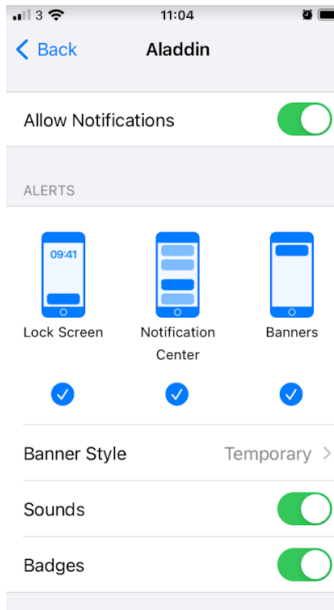 3 11:04
Back Aladdin
Allow Notifications
ALERTS
09:41
Lock Screen Notification Center Banners
Banner Style Temporary
Sounds
Badges